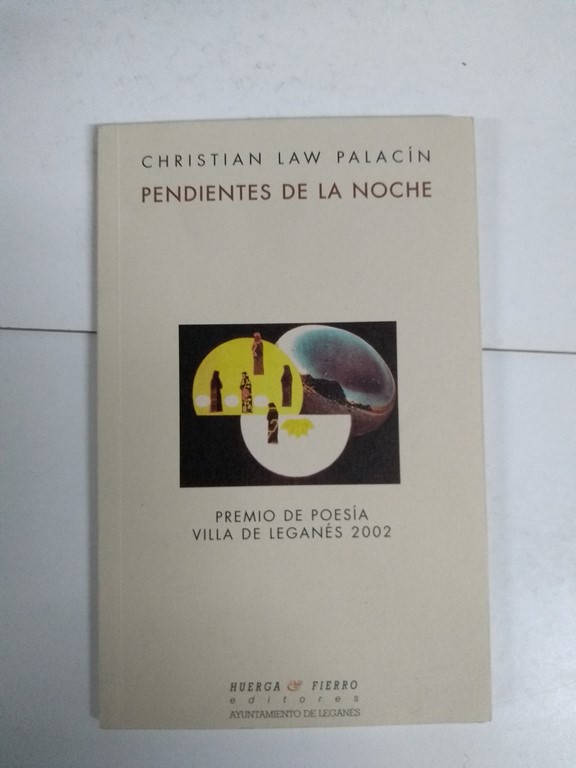 CHRISTIAN LAW PALACÍN
PENDIENTES DE LA NOCHE
PREMIO DE POESÍA
VILLA DE LEGANÉS 2002
HUERGA & FIERRO
editores
AYUNTAMIENTO DE LEGANÉS